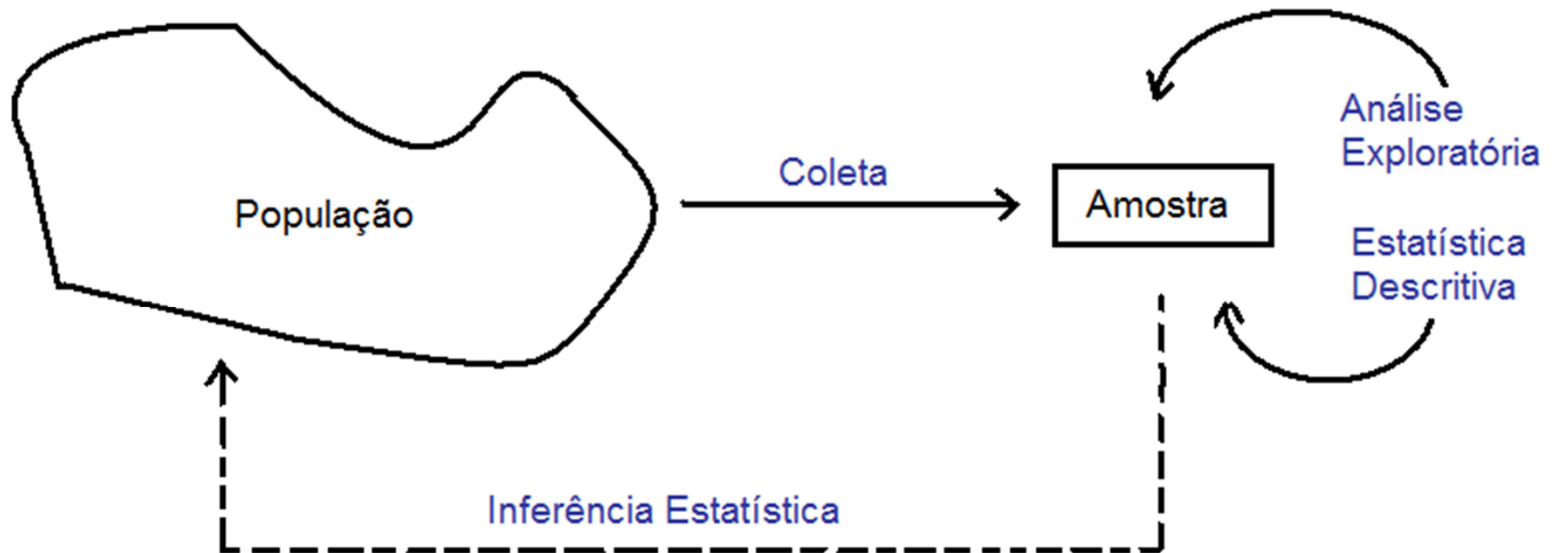 População
Coleta
Amostra
Análise
Exploratória
Estatística
Descritiva
Inferência Estatística